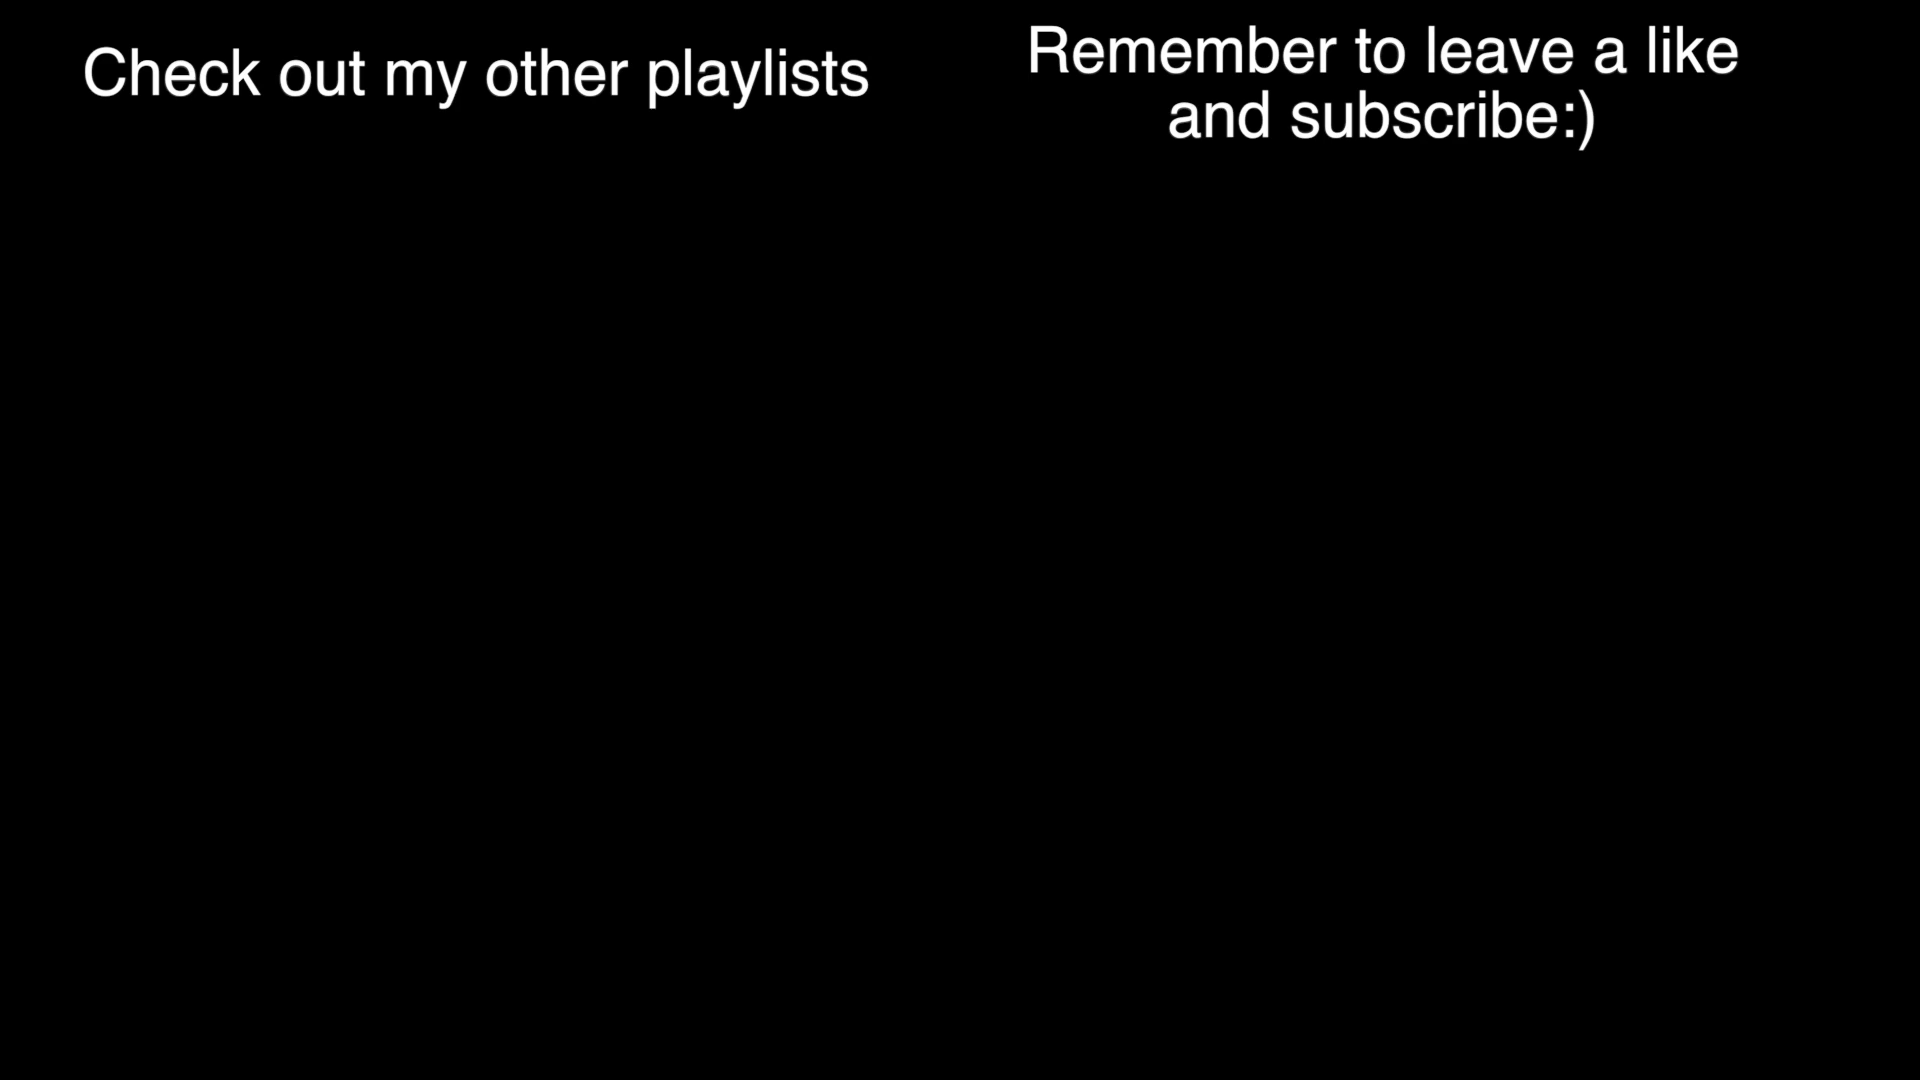 Check out my other playlists
Remember to leave a like
and subscribe:)